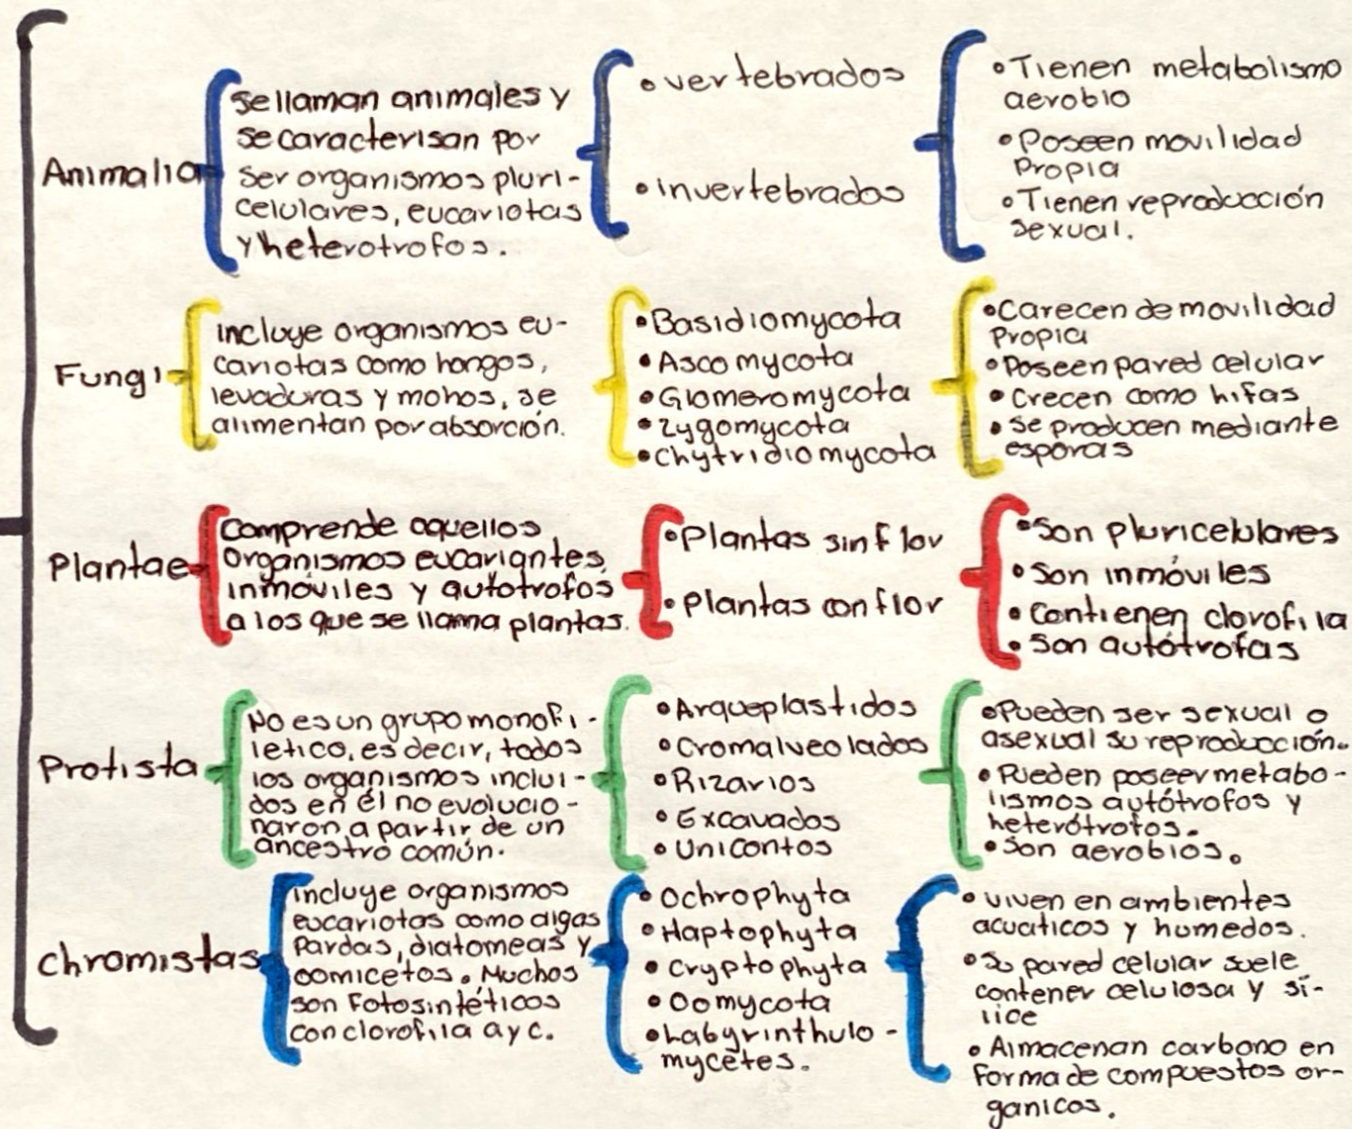 Animalia
se llaman animales y
se caracterisan por
ser organismos pluri-
celulares, eucariotas
y heterotrofos.
• vertebrados
• invertebrados
• Tienen metabolismo
aerobio
• Poseen movilidad
Propia
• Tienen reproducción
sexual.
Fungi
incluye organismos eu-
cariotas como hongos,
levaduras y mohos, se
alimentan por absorción.
• Basidiomycota
• Ascomycota
• Glomeromycota
• zygomycota
• Chytridiomycota
• Carecen de movilidad
Propia
• Poseen pared celular
• Crecen como hifas
• se producen mediante
esporas
Plantae
Comprende aquellos
organismos eucariontes,
inmóviles y autótrofos
a los que se llama plantas.
• Plantas sin flor
• Plantas con flor
• Son pluricelulares
• Son inmóviles
• Contienen clorofila
• Son autótrofas
Protista
No es un grupo monofi-
letico, es decir, todos
los organismos inclui-
dos en él no evolucio-
naron a partir de un
ancestro común.
• Arqueplastidos
• Cromalveolados
• Rizarios
• Excavados
• Unicontos
• Pueden ser sexual o
asexual su reproducción.
• Pueden poseer metabo-
lismos autótrofos y
heterótrofos.
• Son aerobios.
chromistas
incluye organismos
eucariotas como algas
Pardas, diatomeas y
oomicetos. Muchos
son fotosintéticos
con clorofila a y c.
• Ochrophyta
• Haptophyta
• Cryptophyta
• Oomycota
• Labyrinthulo-
mycetes.
• viven en ambientes
acuaticos y humedos.
• Su pared celular suele
contener celulosa y sí-
lice
• Almacenan carbono en
forma de compuestos or-
ganicos.